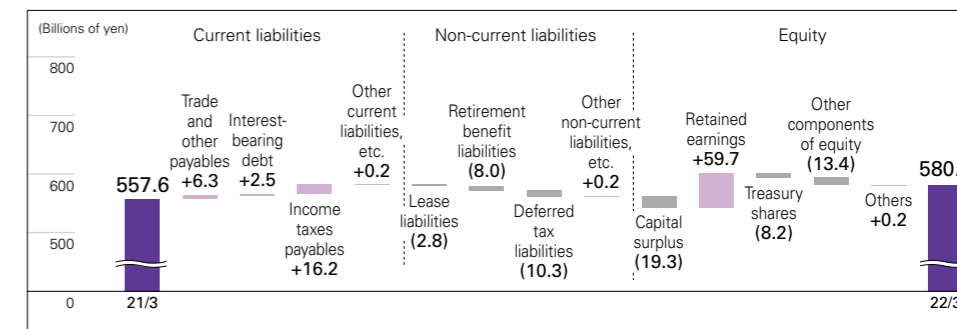 (Billions of yen)
Current liabilities
Non-current liabilities
Equity
800
700
600
500
0
557.6
21/3
Trade
and
other
payables
+6.3
Interest-
bearing
debt
+2.5
Income
taxes
payables
+16.2
Other
current
liabilities,
etc.
+0.2
Lease
liabilities
(2.8)
Retirement
benefit
liabilities
(8.0)
Deferred
tax
liabilities
(10.3)
Other
non-current
liabilities,
etc.
+0.2
Capital
surplus
(19.3)
Retained
earnings
+59.7
Treasury
shares
(8.2)
Other
components
of equity
(13.4)
Others
+0.2
580.
22/3